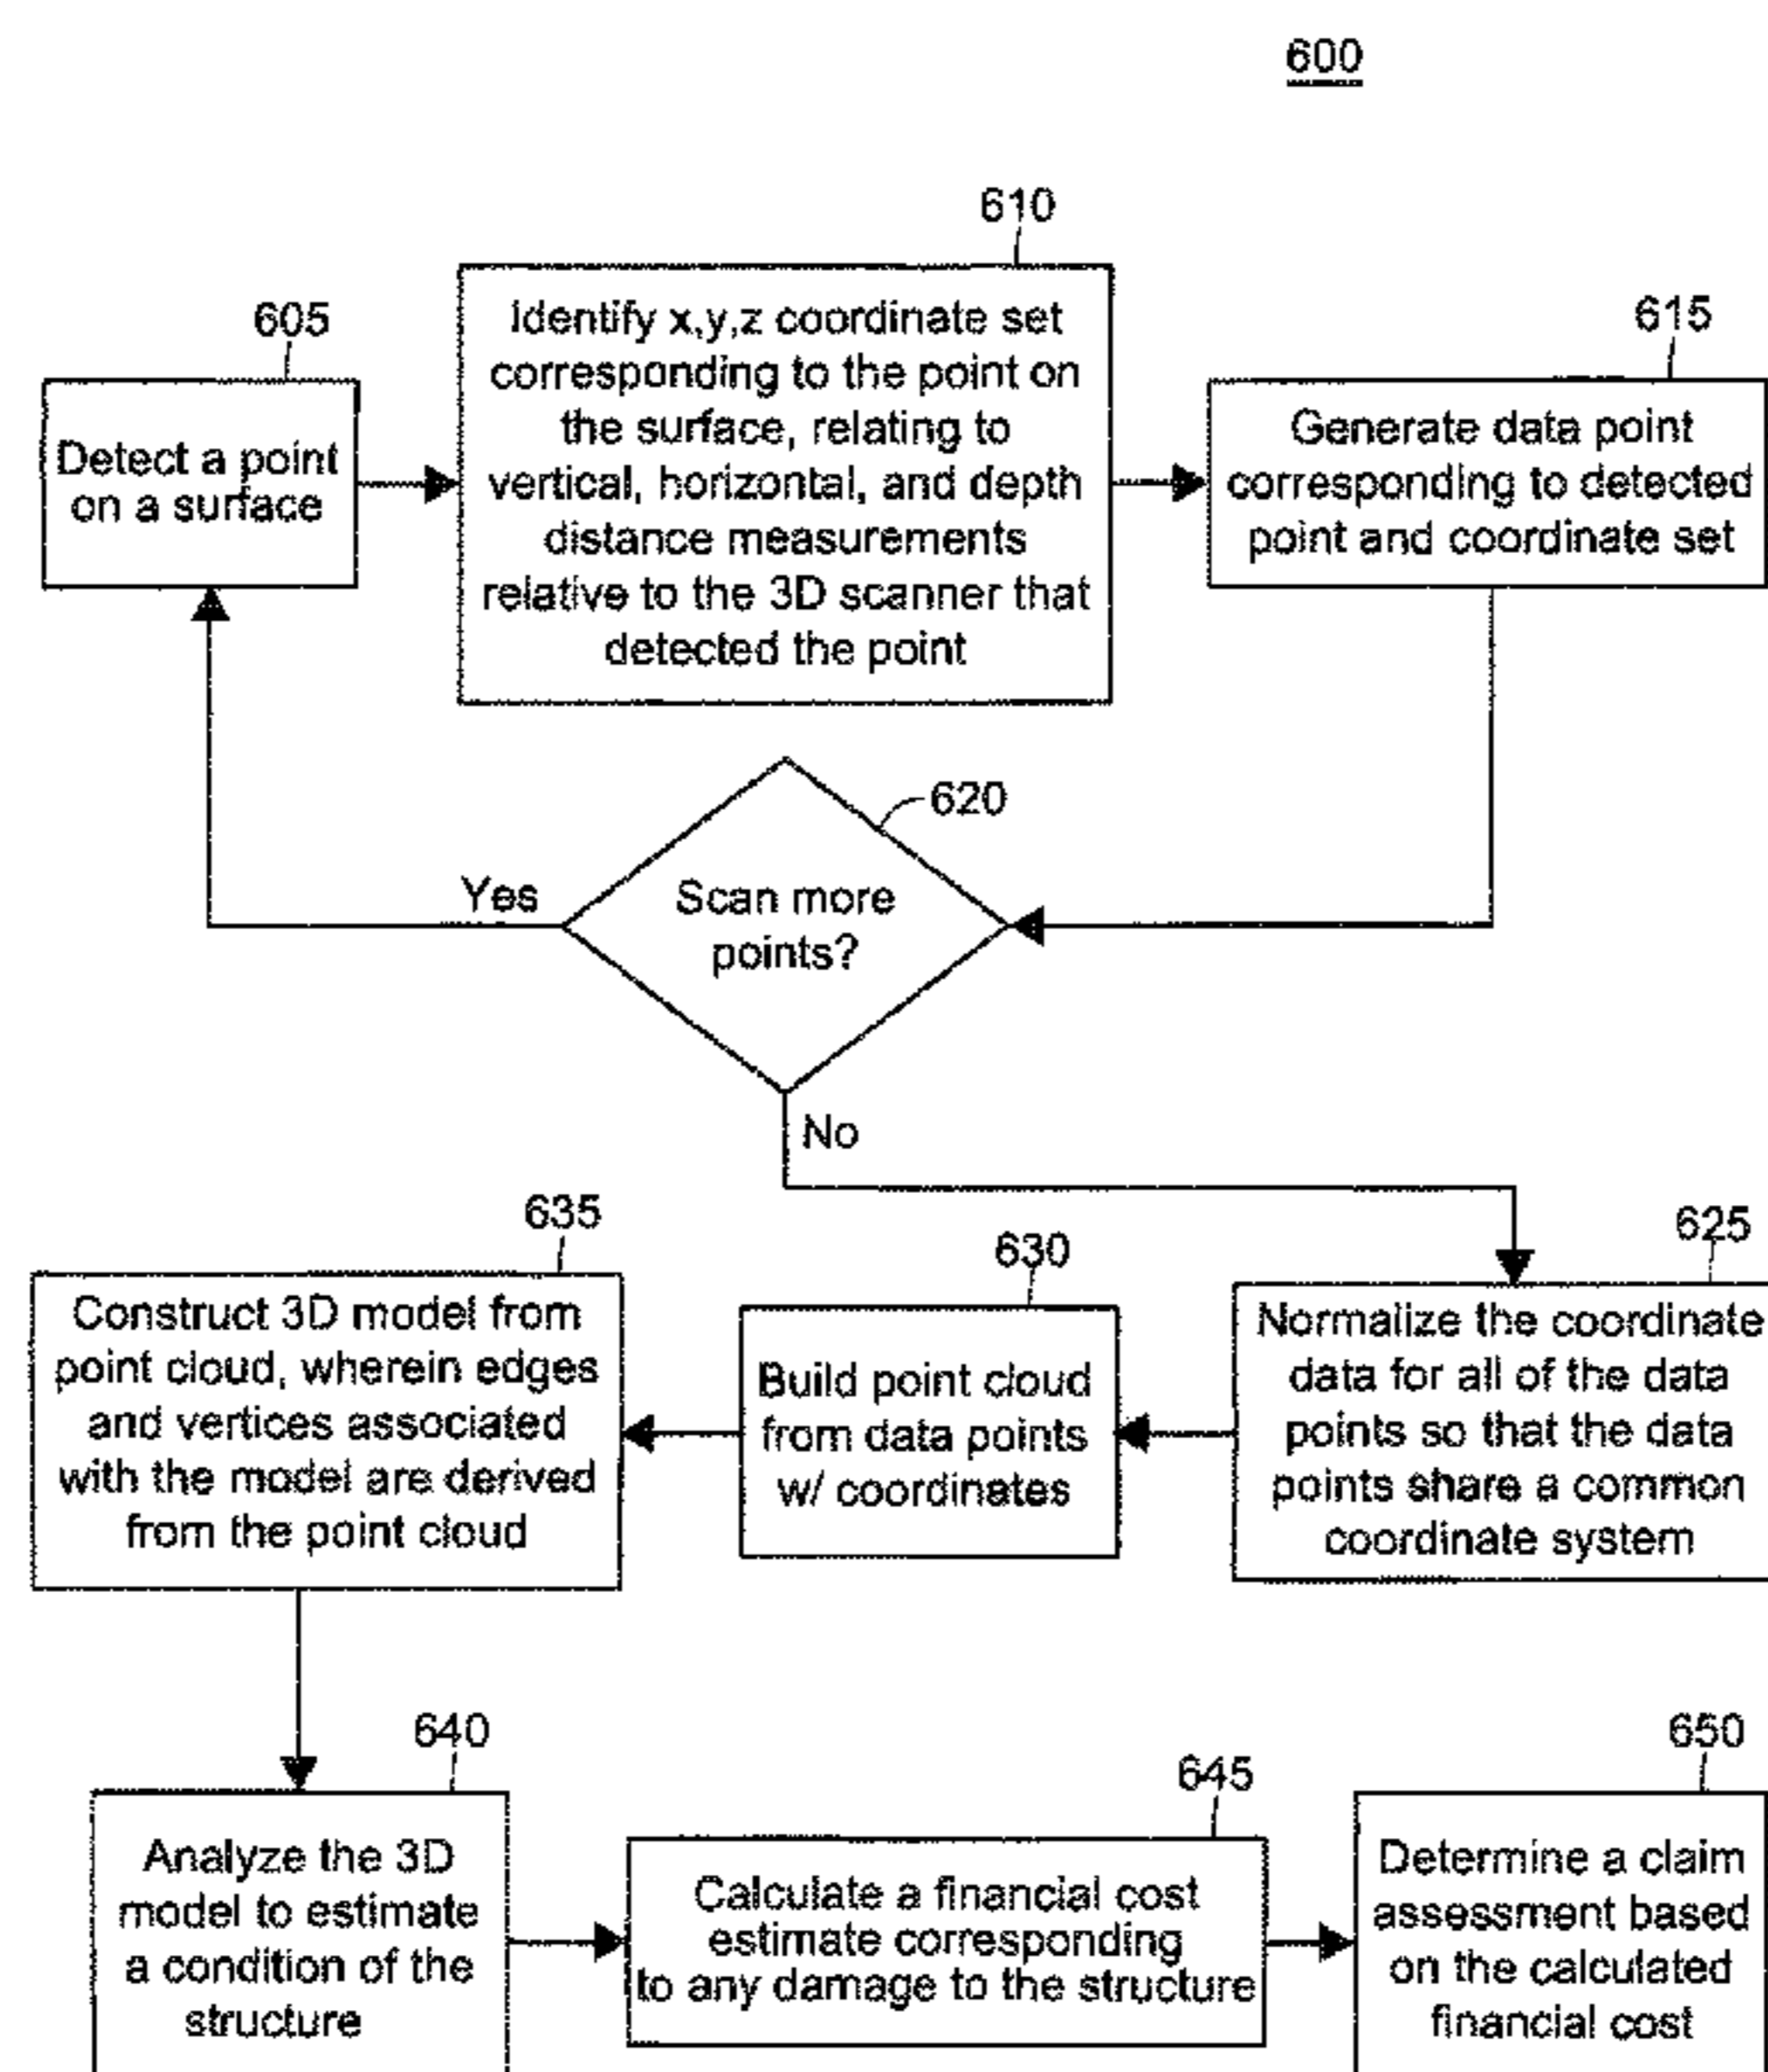 600
605
Detect a point
on a surface
610
Identify x,y,z coordinate set
corresponding to the point on
the surface, relating to
vertical, horizontal, and depth
distance measurements
relative to the 3D scanner that
detected the point
615
Generate data point
corresponding to detected
point and coordinate set
620
Scan more
points?
Yes
No
625
Normalize the coordinate
data for all of the data
points so that the data
points share a common
coordinate system
630
Build point cloud
from data points
w/ coordinates
635
Construct 3D model from
point cloud, wherein edges
and vertices associated
with the model are derived
from the point cloud
640
Analyze the 3D
model to estimate
a condition of the
structure
645
Calculate a financial cost
estimate corresponding
to any damage to the structure
650
Determine a claim
assessment based
on the calculated
financial cost